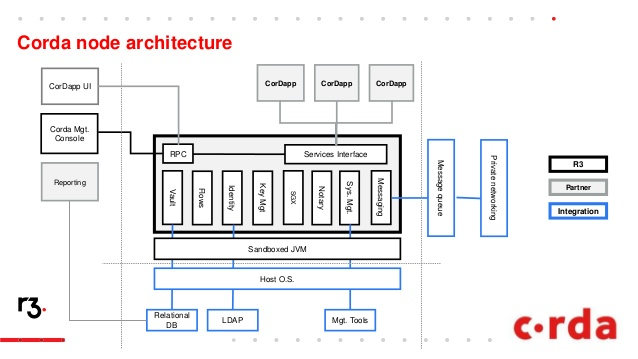 Corda node architecture
CorDapp UI
CorDapp
CorDapp
CorDapp
Corda Mgt.
Console
RPC
Services Interface
Reporting
Vault
Flows
Identity
Key Mgt
SGX
Notary
Sys. Mgt.
Messaging
Message queue
Private networking
R3
Partner
Integration
Sandboxed JVM
Host O.S.
Relational
DB
LDAP
Mgt. Tools
r3.
c·rda